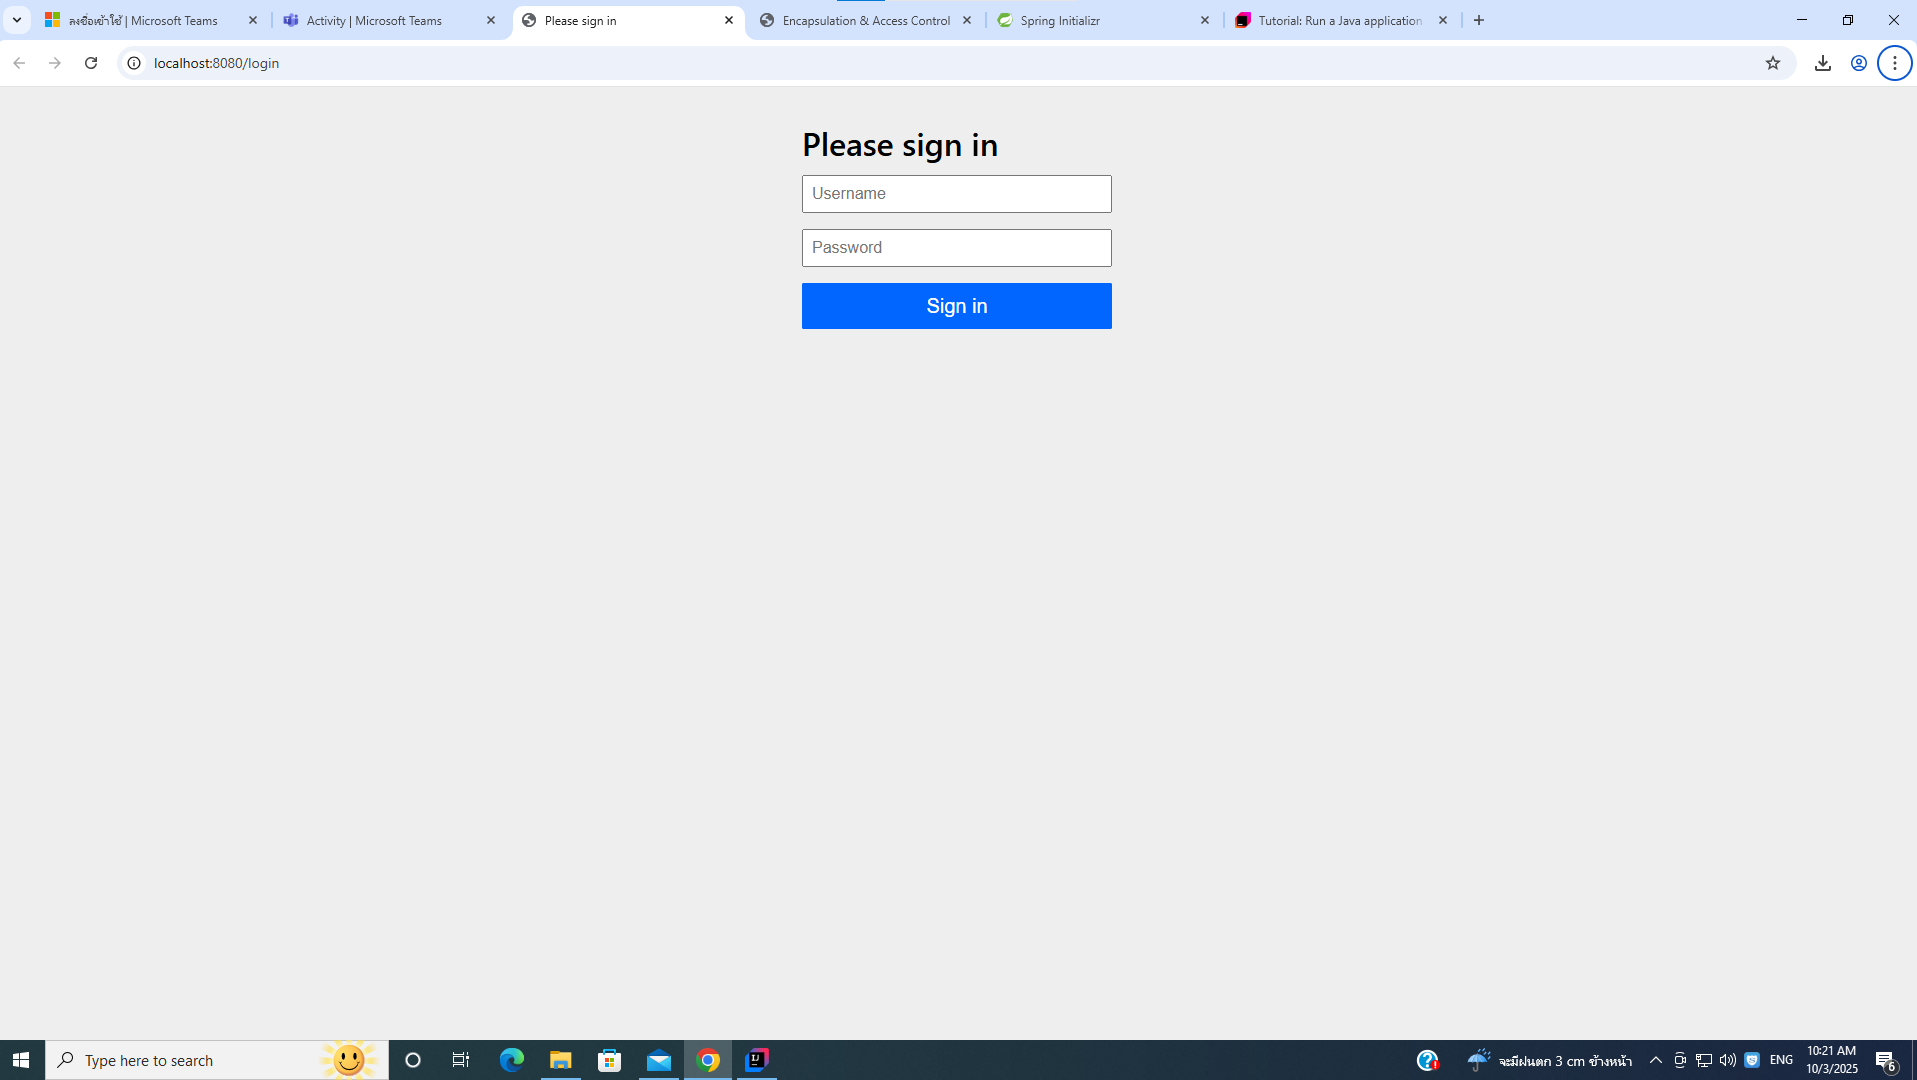 ลงชื่อเข้าใช้ | Microsoft Teams
Activity | Microsoft Teams
Please sign in
Encapsulation & Access Control
Spring Initializr
Tutorial: Run a Java application
localhost:8080/login
Please sign in
Username
Password
Sign in
Type here to search
จะมีฝนตก 3 cm ข้างหน้า
ENG
10:21 AM
10/3/2025
6